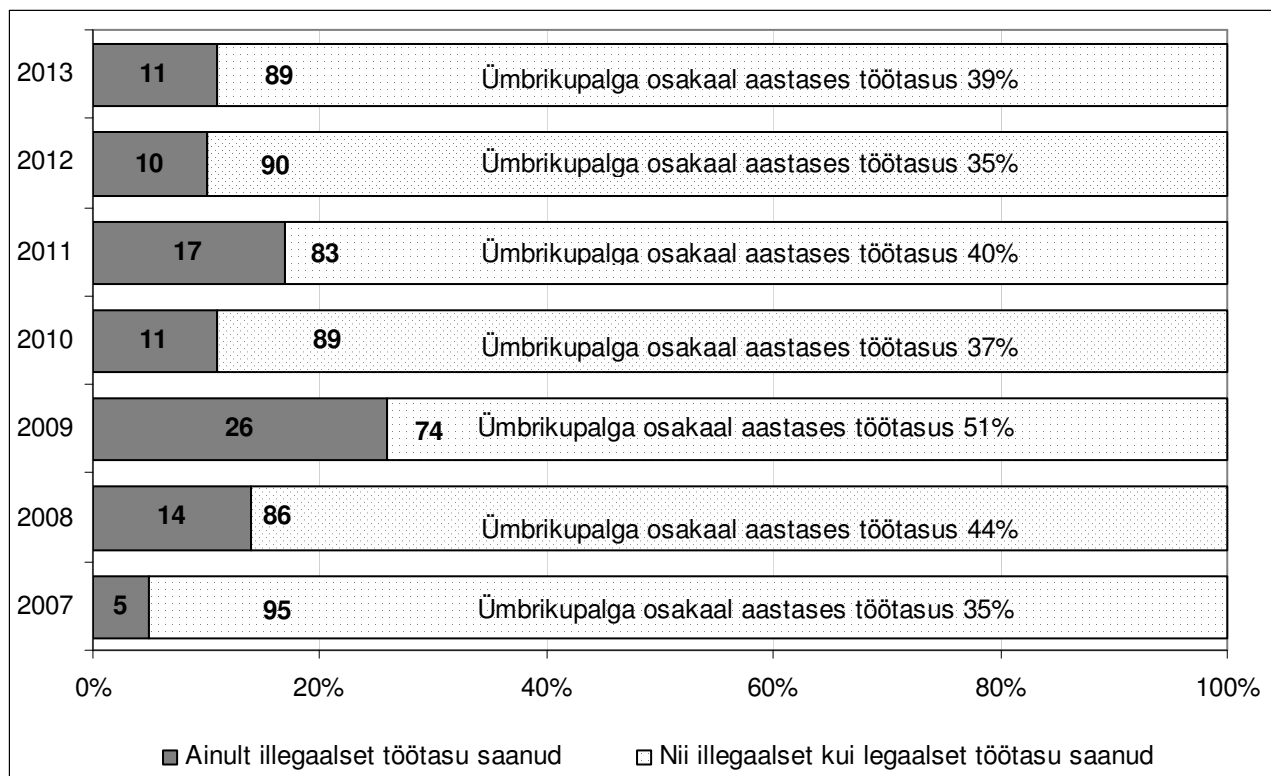 2013 11 89 Ümbrikupalga osakaal aastases töötasus 39%
2012 10 90 Ümbrikupalga osakaal aastases töötasus 35%
2011 17 83 Ümbrikupalga osakaal aastases töötasus 40%
2010 11 89 Ümbrikupalga osakaal aastases töötasus 37%
2009 26 74 Ümbrikupalga osakaal aastases töötasus 51%
2008 14 86 Ümbrikupalga osakaal aastases töötasus 44%
2007 5 95 Ümbrikupalga osakaal aastases töötasus 35%
0% 20% 40% 60% 80% 100%
Ainult illegaalset töötasu saanud Nii illegaalset kui legaalset töötasu saanud